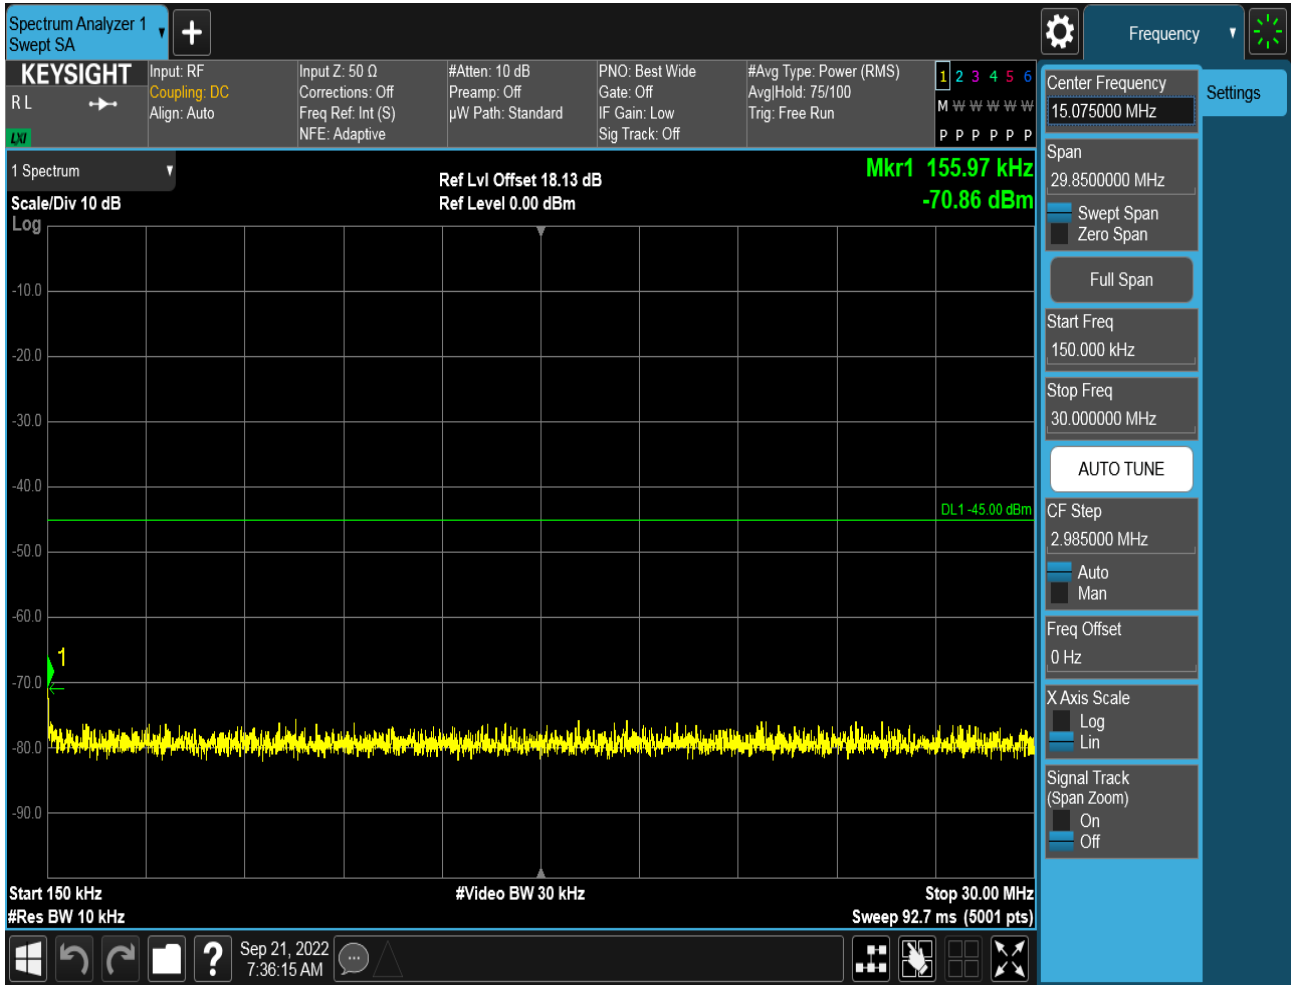 Spectrum Analyzer 1
Swept SA
Frequency
KEYSIGHT
R L
LXI
Input: RF
Coupling: DC
Align: Auto
Input Z: 50 Ω
Corrections: Off
Freq Ref: Int (S)
NFE: Adaptive
#Atten: 10 dB
Preamp: Off
µW Path: Standard
PNO: Best Wide
Gate: Off
IF Gain: Low
Sig Track: Off
#Avg Type: Power (RMS)
Avg|Hold: 75/100
Trig: Free Run
1 2 3 4 5 6
M W W W W W
P P P P P P
1 Spectrum
Scale/Div 10 dB
Log
Ref Lvl Offset 18.13 dB
Ref Level 0.00 dBm
Mkr1 155.97 kHz
-70.86 dBm
-10.0
-20.0
-30.0
-40.0
DL1 -45.00 dBm
-50.0
-60.0
1
-70.0
-80.0
-90.0
Start 150 kHz
#Video BW 30 kHz
Stop 30.00 MHz
#Res BW 10 kHz
Sweep 92.7 ms (5001 pts)
Center Frequency
15.075000 MHz
Settings
Span
29.8500000 MHz
Swept Span
Zero Span
Full Span
Start Freq
150.000 kHz
Stop Freq
30.000000 MHz
AUTO TUNE
CF Step
2.985000 MHz
Auto
Man
Freq Offset
0 Hz
X Axis Scale
Log
Lin
Signal Track
(Span Zoom)
On
Off
?
Sep 21, 2022
7:36:15 AM